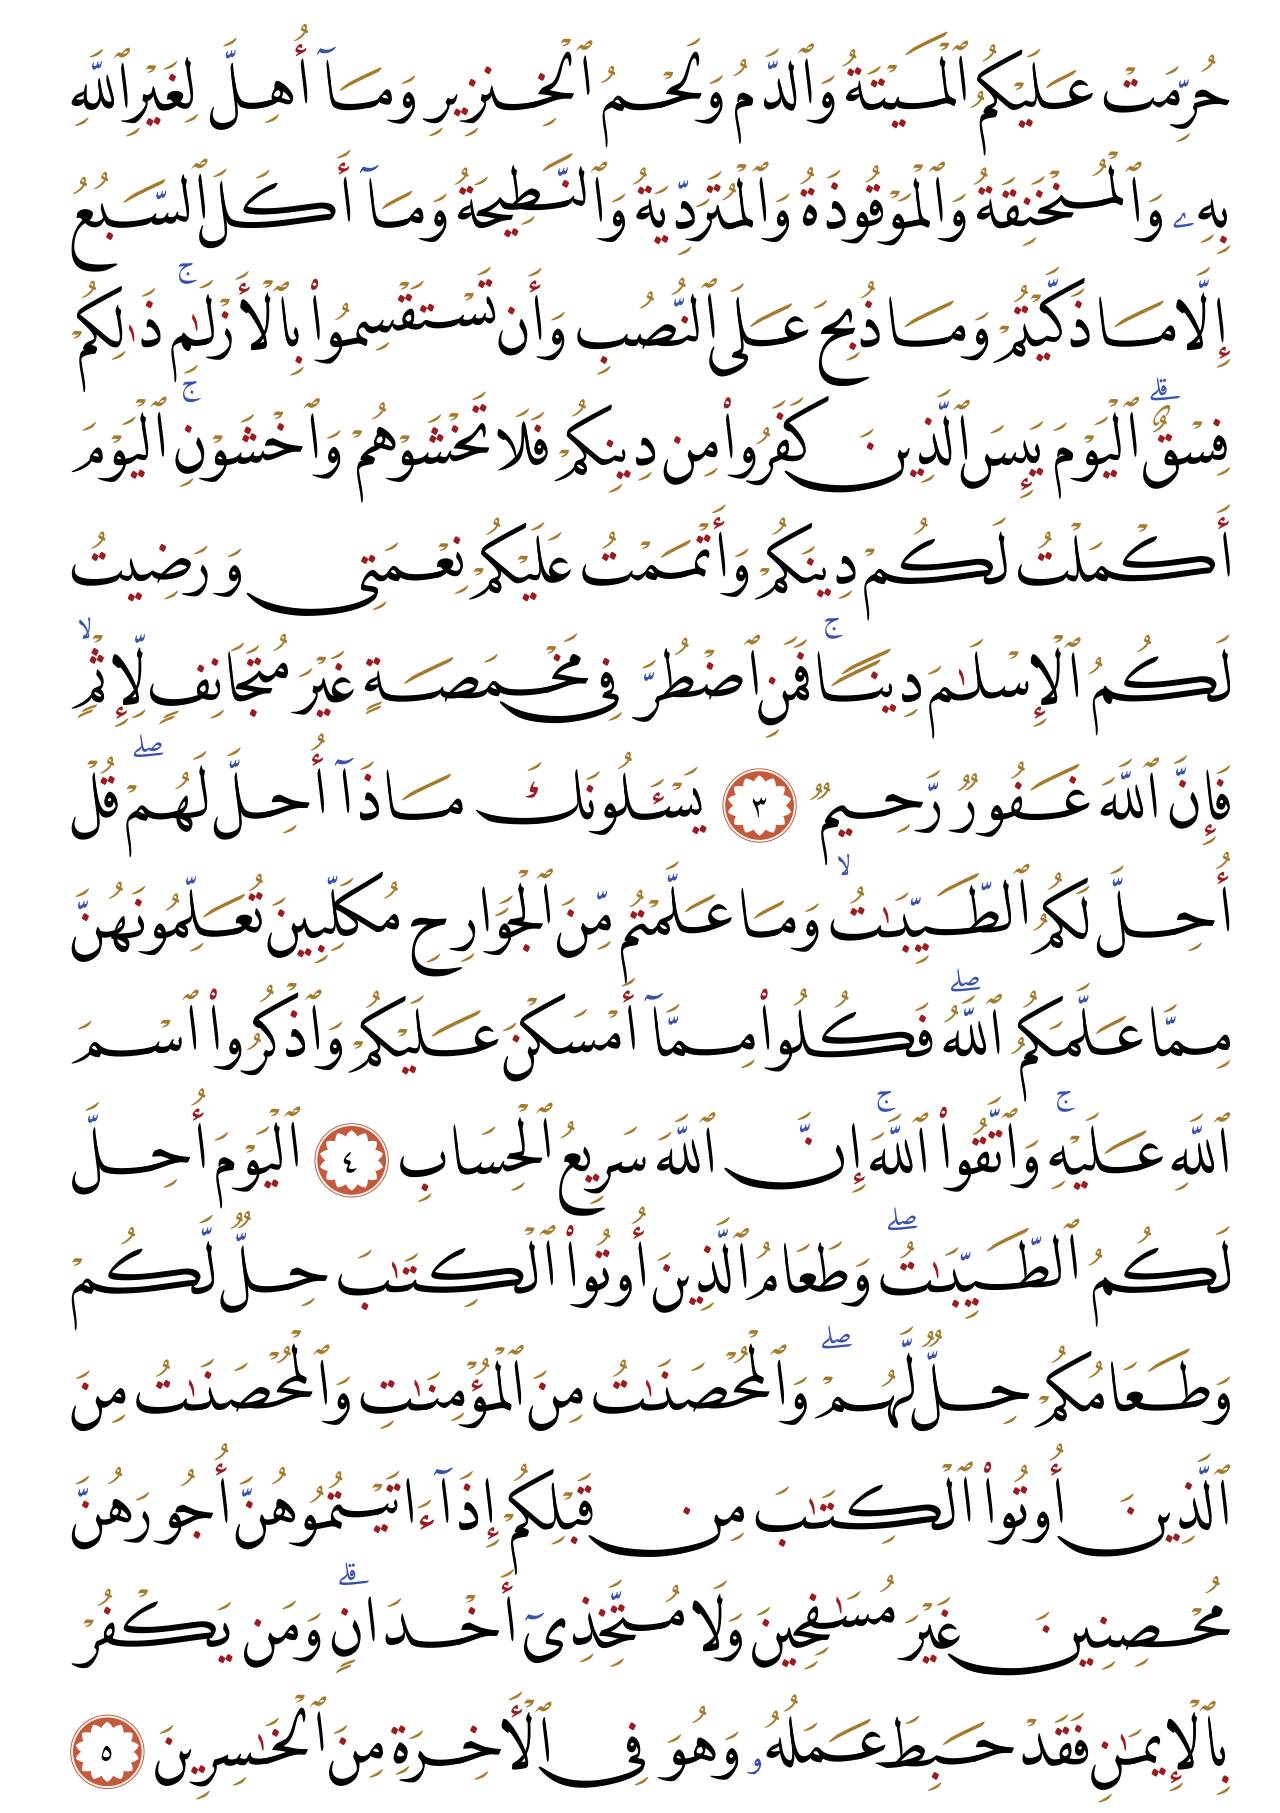 حُرِّمَتْ عَلَيْكُمُ ٱلْمَيْتَةُ وَٱلدَّمُ وَلَحْمُ ٱلْخِنزِيرِ وَمَآ أُهِلَّ لِغَيْرِ ٱللَّهِ
بِهِۦ وَٱلْمُنْخَنِقَةُ وَٱلْمَوْقُوذَةُ وَٱلْمُتَرَدِّيَةُ وَٱلنَّطِيحَةُ وَمَآ أَكَلَ ٱلسَّبُعُ
إِلَّا مَا ذَكَّيْتُمْ وَمَا ذُبِحَ عَلَى ٱلنُّصُبِ وَأَن تَسْتَقْسِمُوا۟ بِٱلْأَزْلَٰمِ ۚ ذَٰلِكُمْ
فِسْقٌ ۗ ٱلْيَوْمَ يَئِسَ ٱلَّذِينَ كَفَرُوا۟ مِن دِينِكُمْ فَلَا تَخْشَوْهُمْ وَٱخْشَوْنِ ۚ ٱلْيَوْمَ
أَكْمَلْتُ لَكُمْ دِينَكُمْ وَأَتْمَمْتُ عَلَيْكُمْ نِعْمَتِى وَرَضِيتُ
لَكُمُ ٱلْإِسْلَٰمَ دِينًا ۚ فَمَنِ ٱضْطُرَّ فِى مَخْمَصَةٍ غَيْرَ مُتَجَانِفٍ لِّإِثْمٍ ۙ
فَإِنَّ ٱللَّهَ غَفُورٌ رَّحِيمٌ ٣ يَسْـَٔلُونَكَ مَاذَآ أُحِلَّ لَهُمْ ۖ قُلْ
أُحِلَّ لَكُمُ ٱلطَّيِّبَٰتُ ۙ وَمَا عَلَّمْتُم مِّنَ ٱلْجَوَارِحِ مُكَلِّبِينَ تُعَلِّمُونَهُنَّ
مِمَّا عَلَّمَكُمُ ٱللَّهُ ۖ فَكُلُوا۟ مِمَّآ أَمْسَكْنَ عَلَيْكُمْ وَٱذْكُرُوا۟ ٱسْمَ
ٱللَّهِ عَلَيْهِ ۚ وَٱتَّقُوا۟ ٱللَّهَ ۚ إِنَّ ٱللَّهَ سَرِيعُ ٱلْحِسَابِ ٤ ٱلْيَوْمَ أُحِلَّ
لَكُمُ ٱلطَّيِّبَٰتُ ۖ وَطَعَامُ ٱلَّذِينَ أُوتُوا۟ ٱلْكِتَٰبَ حِلٌّ لَّكُمْ
وَطَعَامُكُمْ حِلٌّ لَّهُمْ ۖ وَٱلْمُحْصَنَٰتُ مِنَ ٱلْمُؤْمِنَٰتِ وَٱلْمُحْصَنَٰتُ مِنَ
ٱلَّذِينَ أُوتُوا۟ ٱلْكِتَٰبَ مِن قَبْلِكُمْ إِذَآ ءَاتَيْتُمُوهُنَّ أُجُورَهُنَّ
مُحْصِنِينَ غَيْرَ مُسَٰفِحِينَ وَلَا مُتَّخِذِىٓ أَخْدَانٍ ۗ وَمَن يَكْفُرْ
بِٱلْإِيمَٰنِ فَقَدْ حَبِطَ عَمَلُهُۥ وَهُوَ فِى ٱلْأَخِرَةِ مِنَ ٱلْخَٰسِرِينَ ٥